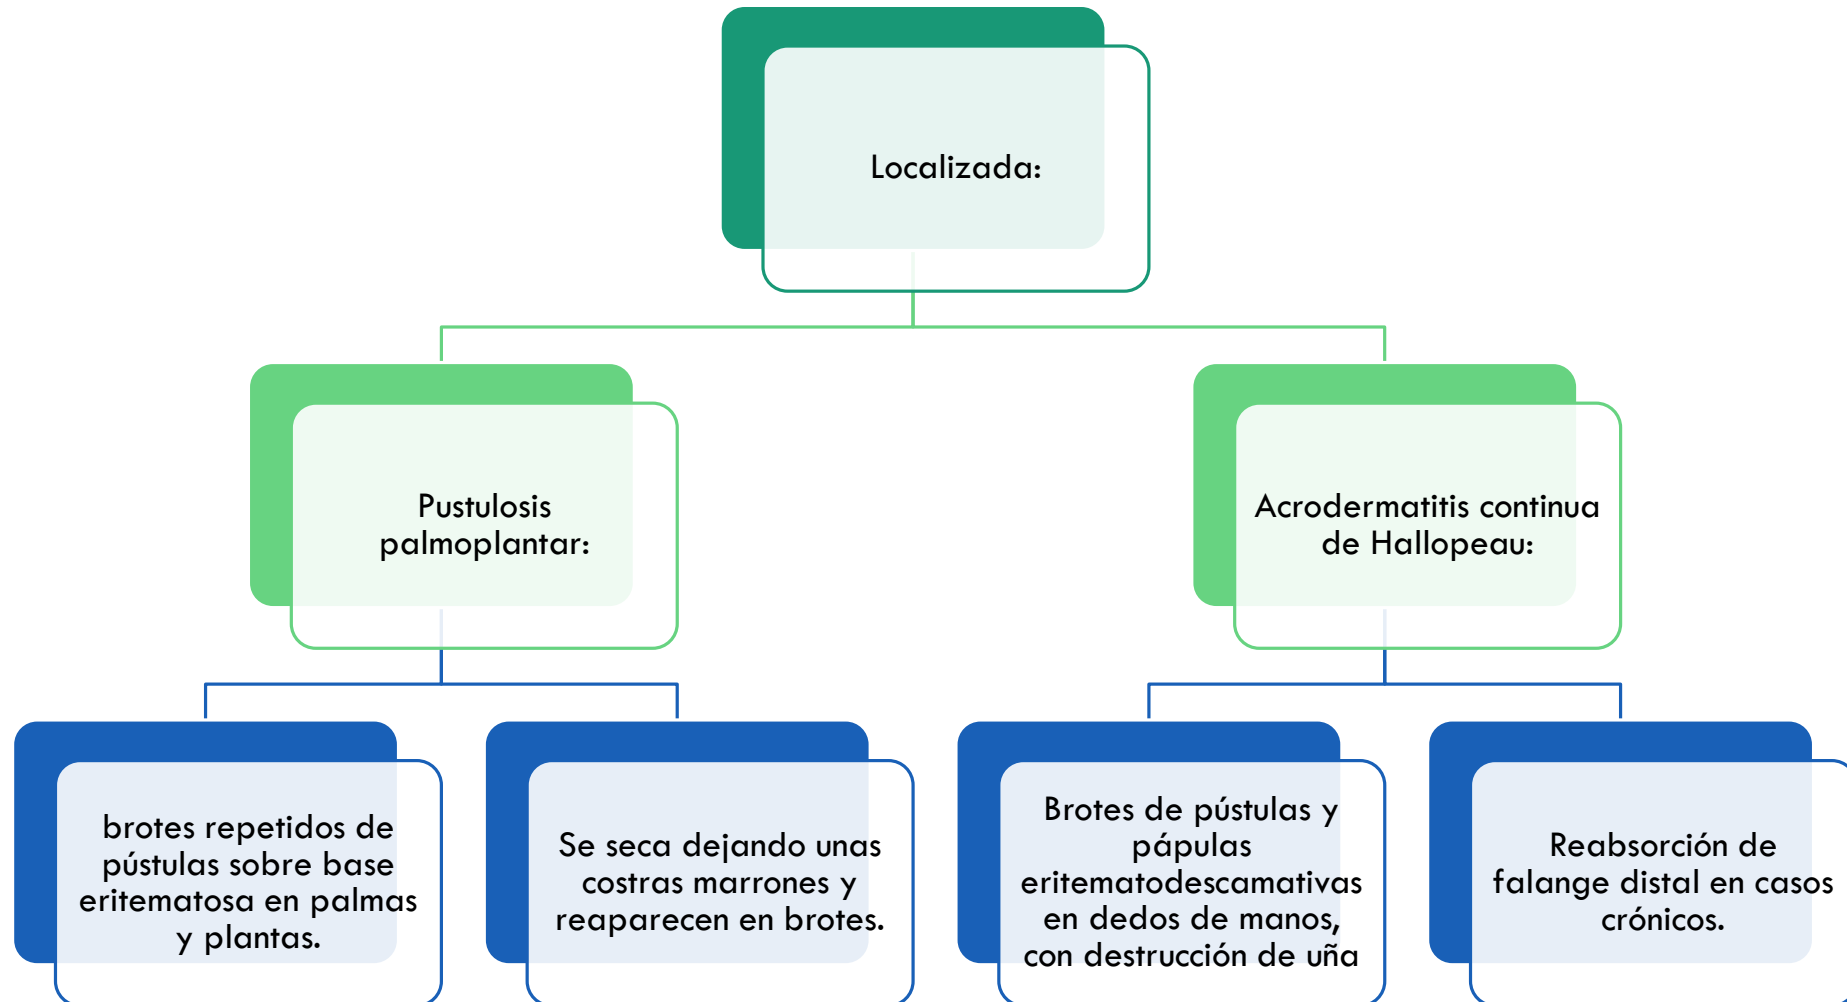 Localizada:
Pustulosis
palmoplantar:
Acrodermatitis continua
de Hallopeau:
brotes repetidos de
pústulas sobre base
eritematosa en palmas
y plantas.
Se seca dejando unas
costras marrones y
reaparecen en brotes.
Brotes de pústulas y
pápulas
eritematodescamativas
en dedos de manos,
con destrucción de uña
Reabsorción de
falange distal en casos
crónicos.